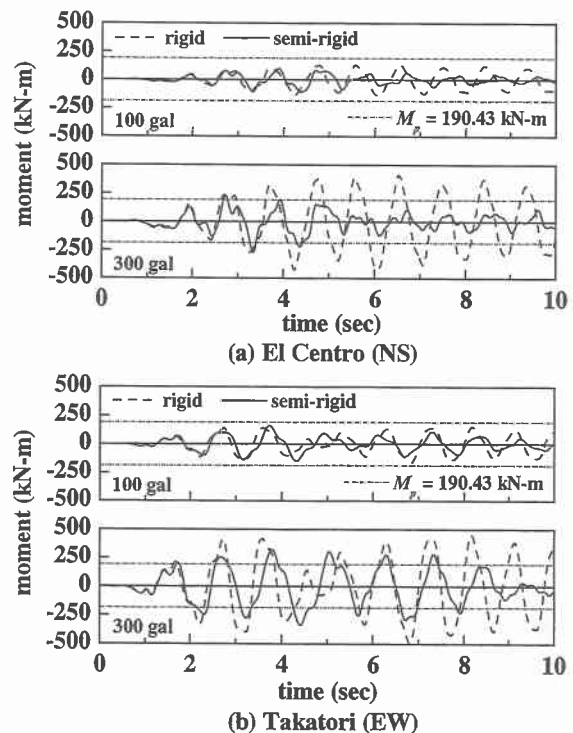 moment (kN-m)
500
250
0
-250
-500
rigid semi-rigid
100 gal
Mp = 190.43 kN-m
500
250
0
-250
-500
300 gal
0 2 4 6 8 10
time (sec)
(a) El Centro (NS)
moment (kN-m)
500
250
0
-250
-500
rigid semi-rigid
100 gal
Mp = 190.43 kN-m
500
250
0
-250
-500
300 gal
0 2 4 6 8 10
time (sec)
(b) Takatori (EW)